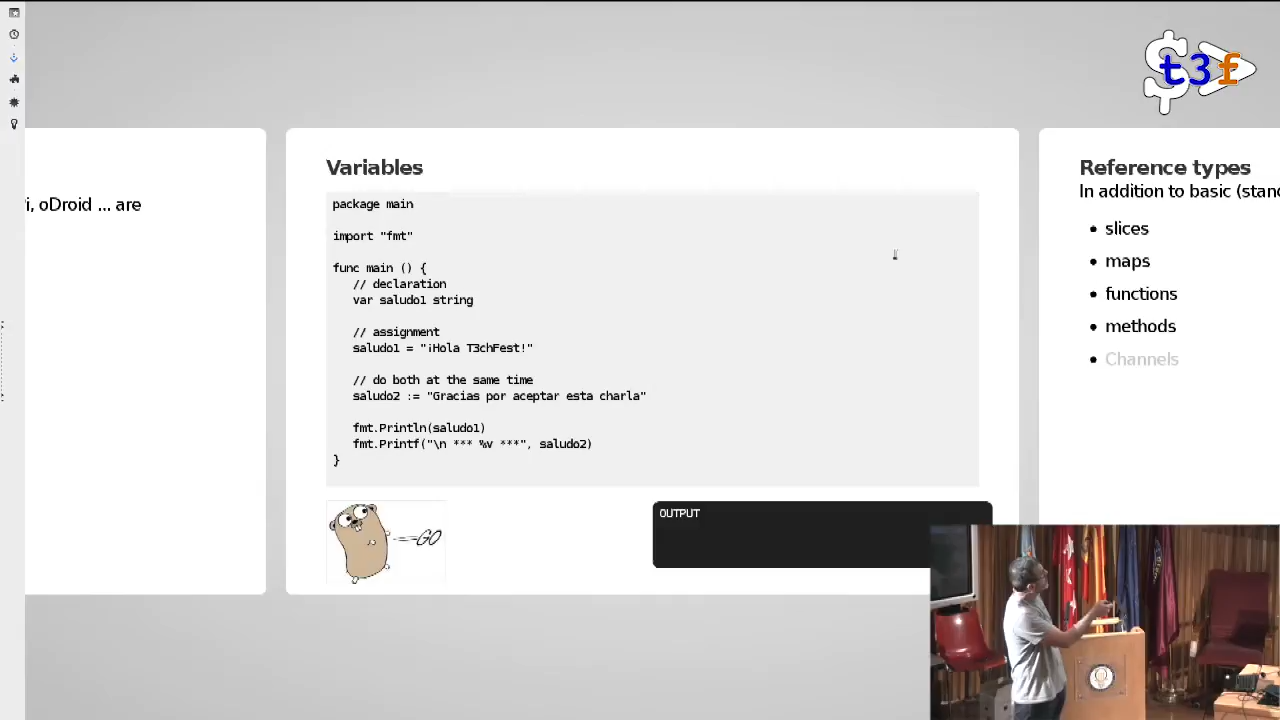 t3f
i, oDroid ... are
Variables
package main
import "fmt"
func main () {
// declaration
var saludo1 string
// assignment
saludo1 = "¡Hola T3chFest!"
// do both at the same time
saludo2 := "Gracias por aceptar esta charla"
fmt.Println(saludo1)
fmt.Printf("\n *** %v ***", saludo2)
}
GO
OUTPUT
Reference types
In addition to basic (stand
• slices
• maps
• functions
• methods
• Channels